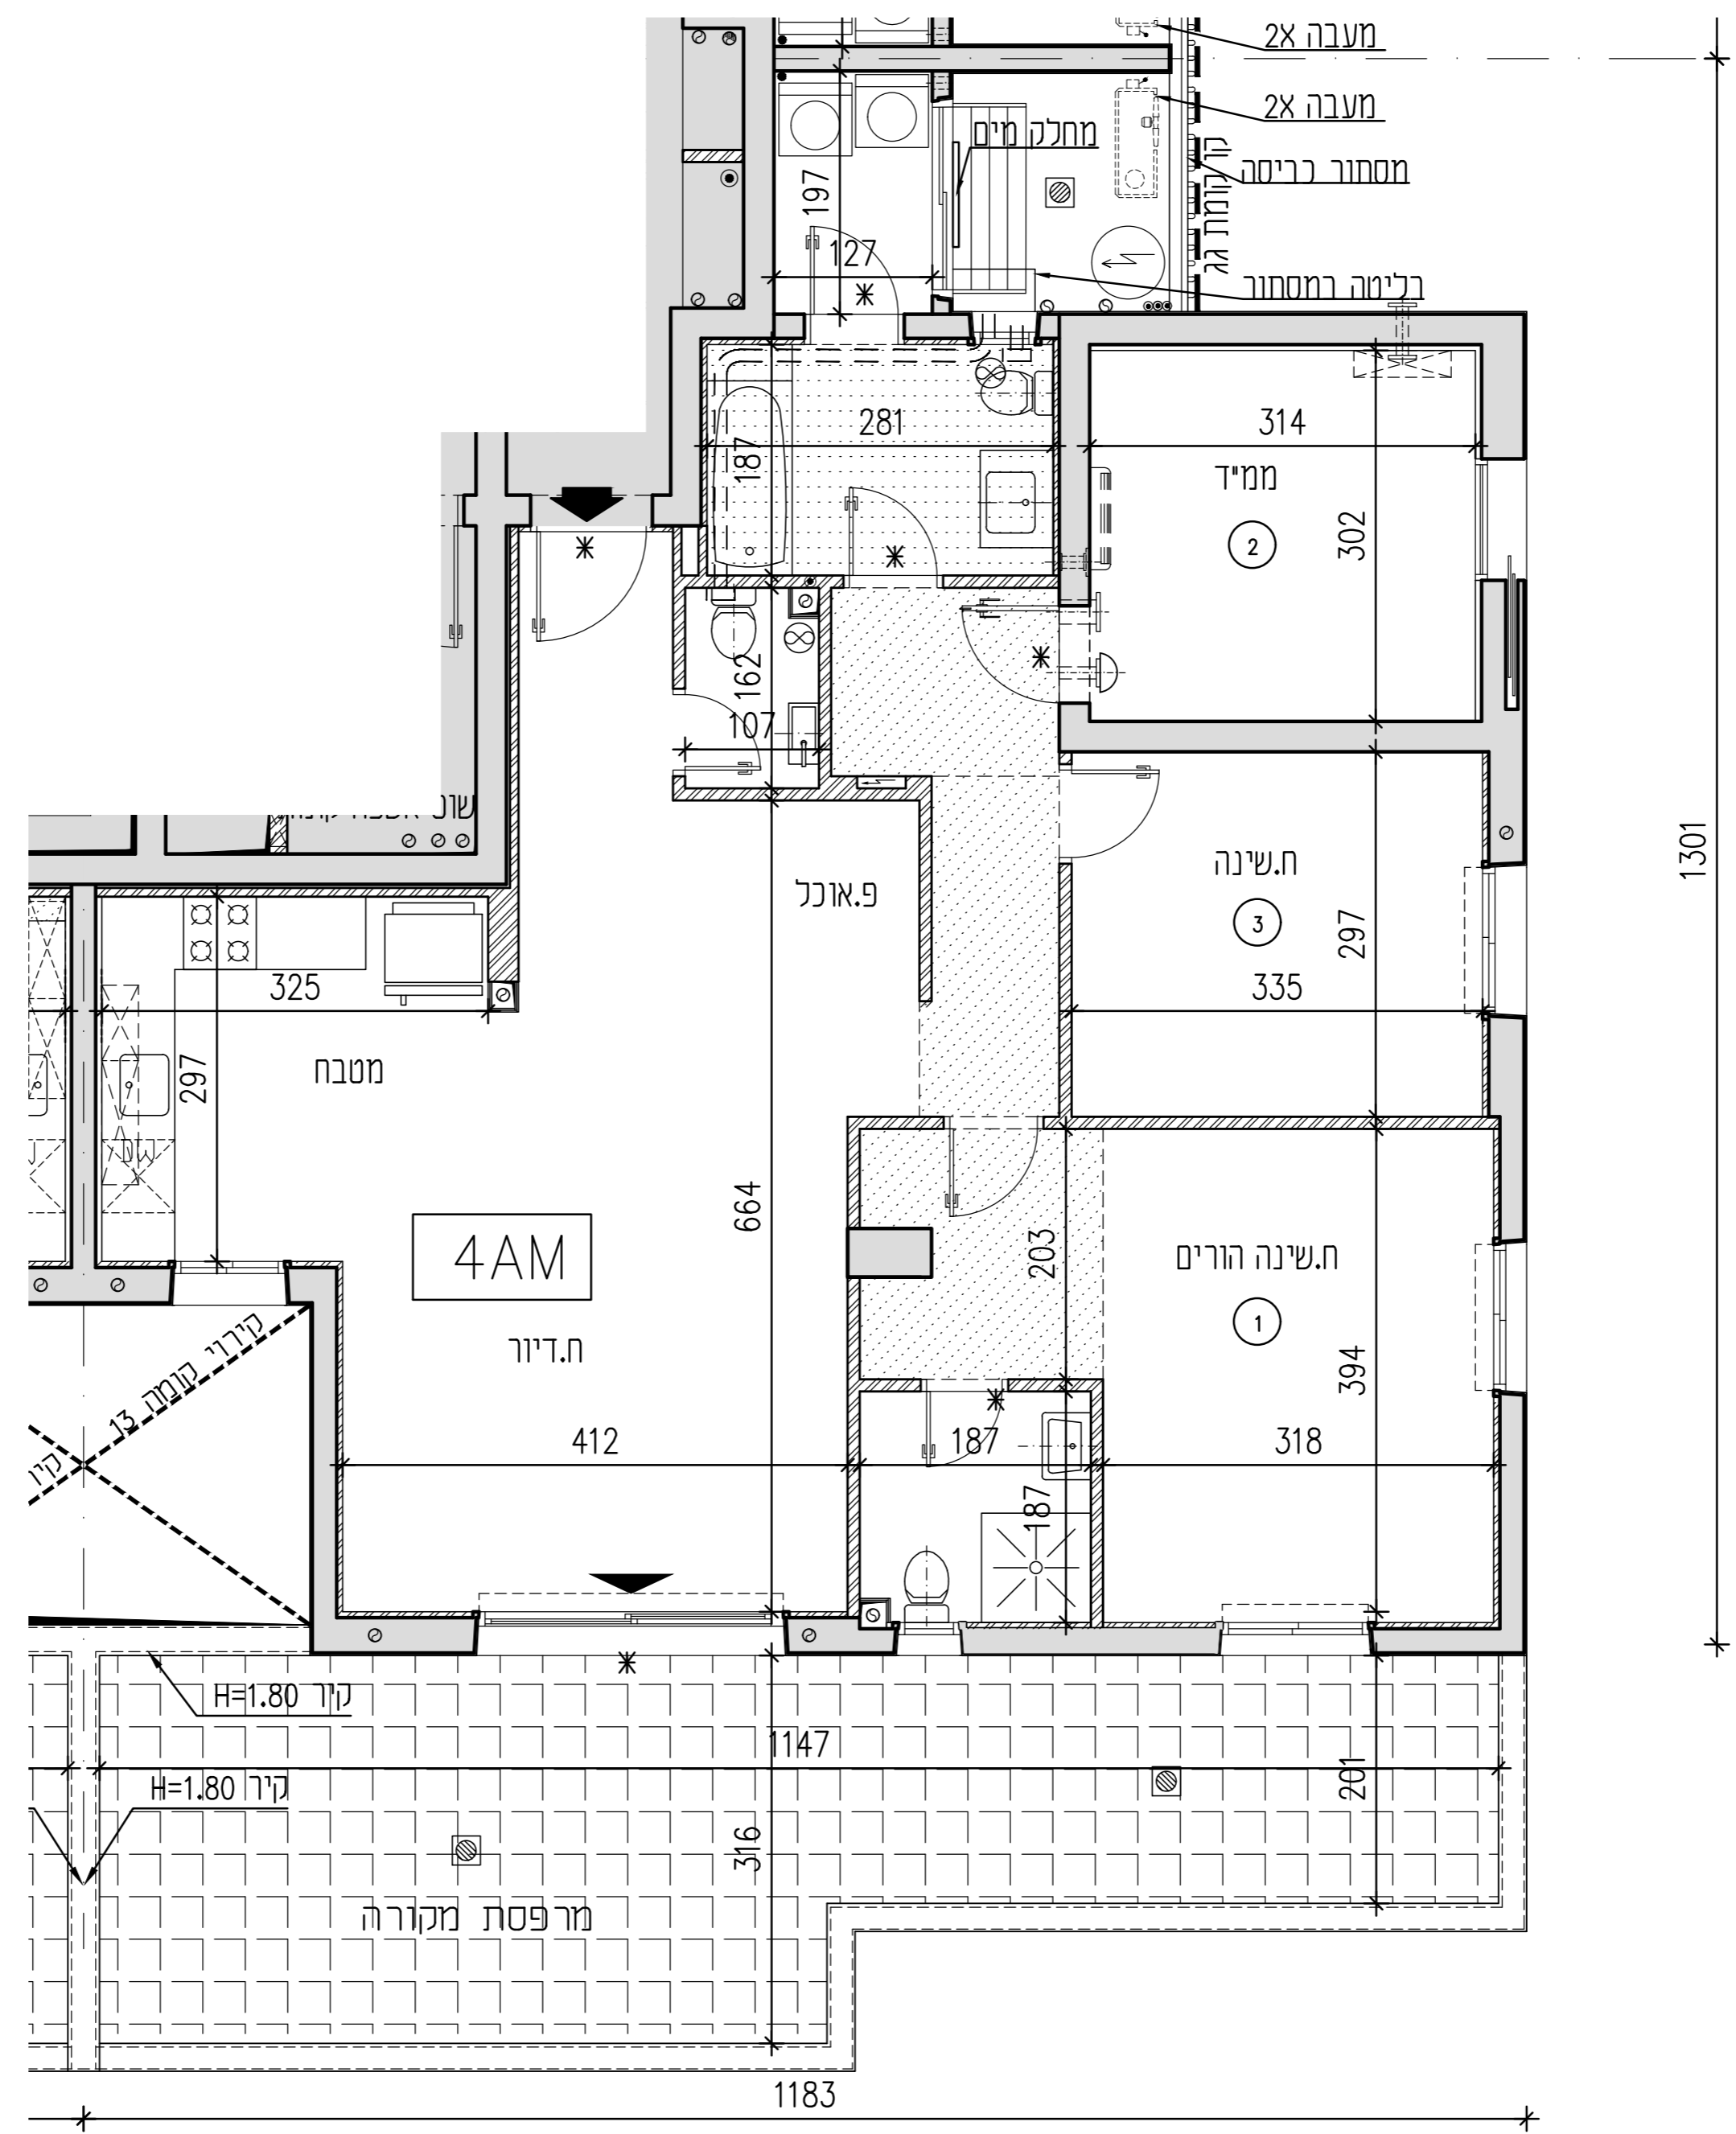 מעבה 2X
מעבה 2X
מחלק מים
מסתור כביסה
קו קומת גג
197
127
בליטה במסתור
281
187
314
ממ"ד
2
302
162
107
297
ח.שינה
3
297
335
1301
פ.אוכל
325
מטבח
297
DW
664
4AM
203
ח.שינה הורים
1
394
ח.דיור
קירוי קומה 13
412
187
318
187
קיר H=1.80
1147
קיר H=1.80
201
316
מרפסת מקורה
1183